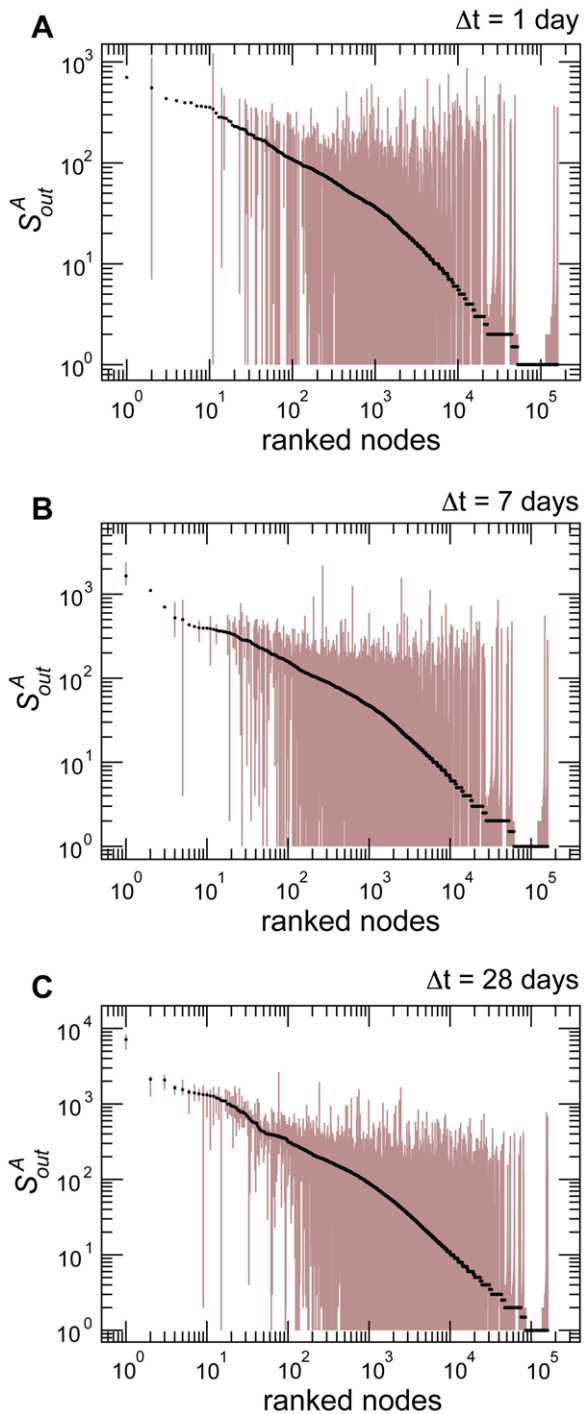 A
Δt = 1 day
10³
10²
10¹
10⁰
S^A_out
10⁰ 10¹ 10² 10³ 10⁴ 10⁵
ranked nodes
B
Δt = 7 days
10³
10²
10¹
10⁰
S^A_out
10⁰ 10¹ 10² 10³ 10⁴ 10⁵
ranked nodes
C
Δt = 28 days
10⁴
10³
10²
10¹
10⁰
S^A_out
10⁰ 10¹ 10² 10³ 10⁴ 10⁵
ranked nodes